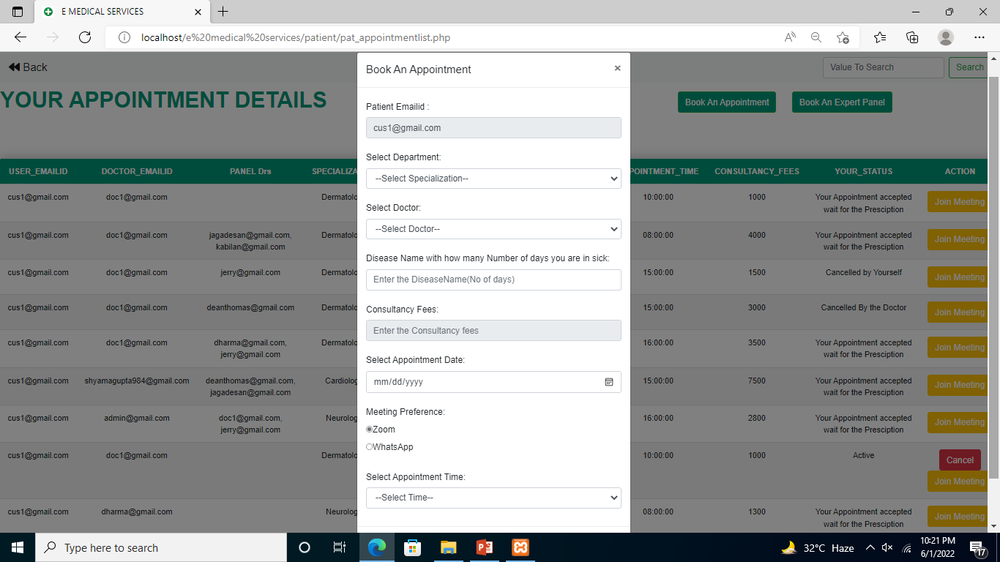 E MEDICAL SERVICES
localhost/e%20medical%20services/patient/pat_appointmentlist.php
Back
Value To Search
Search
YOUR APPOINTMENT DETAILS
Book An Appointment
Book An Expert Panel
USER_EMAILID DOCTOR_EMAILID PANEL Drs SPECIALIZA POINTMENT_TIME CONSULTANCY_FEES YOUR_STATUS ACTION
cus1@gmail.com doc1@gmail.com Dermatolo 10:00:00 1000 Your Appointment accepted Join Meeting
wait for the Presciption
cus1@gmail.com doc1@gmail.com jagadesan@gmail.com, Dermatolo 08:00:00 4000 Your Appointment accepted Join Meeting
kabilan@gmail.com wait for the Presciption
cus1@gmail.com doc1@gmail.com jerry@gmail.com Dermatolo 15:00:00 1500 Cancelled by Yourself Join Meeting
cus1@gmail.com doc1@gmail.com deanthomas@gmail.com Dermatolo 15:00:00 3000 Cancelled By the Doctor Join Meeting
cus1@gmail.com doc1@gmail.com dharma@gmail.com, Dermatolo 16:00:00 3500 Your Appointment accepted Join Meeting
jerry@gmail.com wait for the Presciption
cus1@gmail.com shyamagupta984@gmail.com deanthomas@gmail.com, Cardiolog 15:00:00 7500 Your Appointment accepted Join Meeting
jagadesan@gmail.com wait for the Presciption
cus1@gmail.com admin@gmail.com doc1@gmail.com, Neurolog 16:00:00 2800 Your Appointment accepted Join Meeting
jerry@gmail.com wait for the Presciption
cus1@gmail.com doc1@gmail.com Dermatolo 10:00:00 1000 Active Cancel
Join Meeting
cus1@gmail.com dharma@gmail.com Neurolog 08:00:00 1300 Your Appointment accepted Join Meeting
wait for the Presciption
Book An Appointment ×
Patient Emailid :
cus1@gmail.com
Select Department:
--Select Specialization--
Select Doctor:
--Select Doctor--
Disease Name with how many Number of days you are in sick:
Enter the DiseaseName(No of days)
Consultancy Fees:
Enter the Consultancy fees
Select Appointment Date:
mm/dd/yyyy
Meeting Preference:
Zoom
WhatsApp
Select Appointment Time:
--Select Time--
Type here to search
32°C Haze
10:21 PM
6/1/2022
17